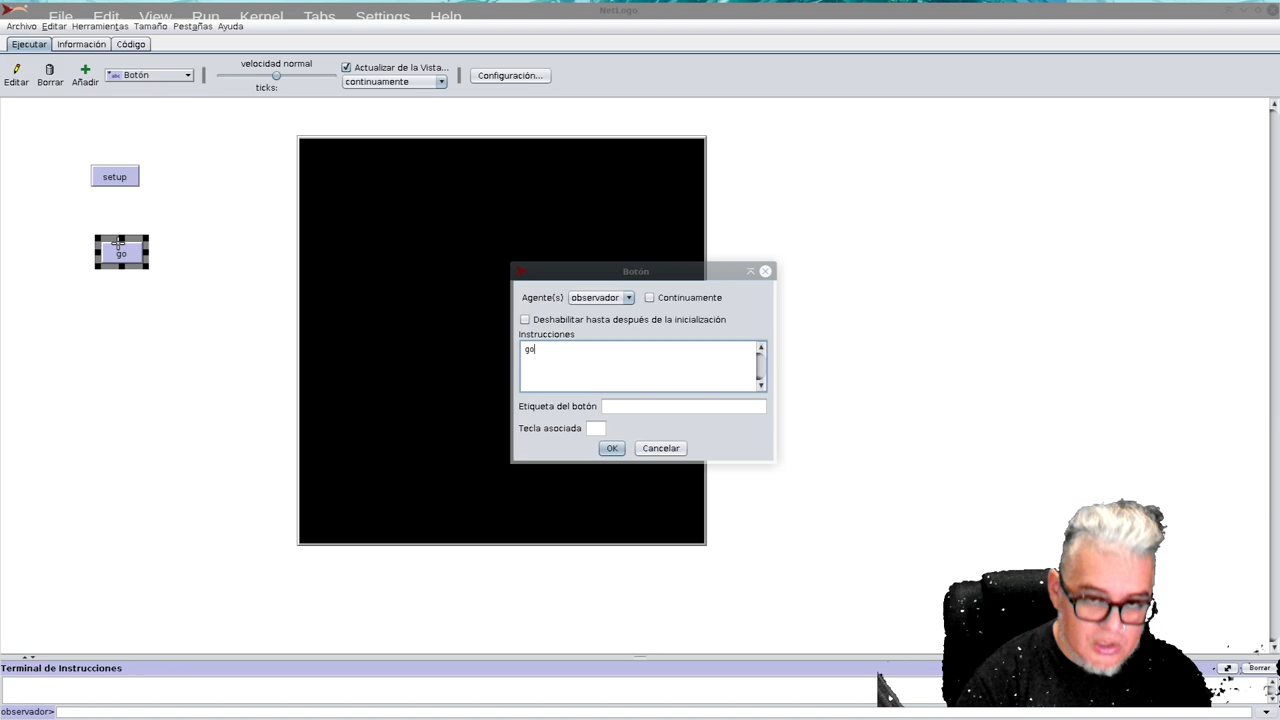 File Edit View Run Kernel Tabs Settings Help
NetLogo
Archivo Editar Herramientas Tamaño Pestañas Ayuda
Ejecutar Información Código
Editar Borrar Añadir
abc Botón
velocidad normal
ticks:
Actualizar de la Vista...
continuamente
Configuración...
setup
go
Botón
Agente(s) observador Continuamente
Deshabilitar hasta después de la inicialización
Instrucciones
go
Etiqueta del botón
Tecla asociada
OK Cancelar
Terminal de Instrucciones
Borrar
observador>